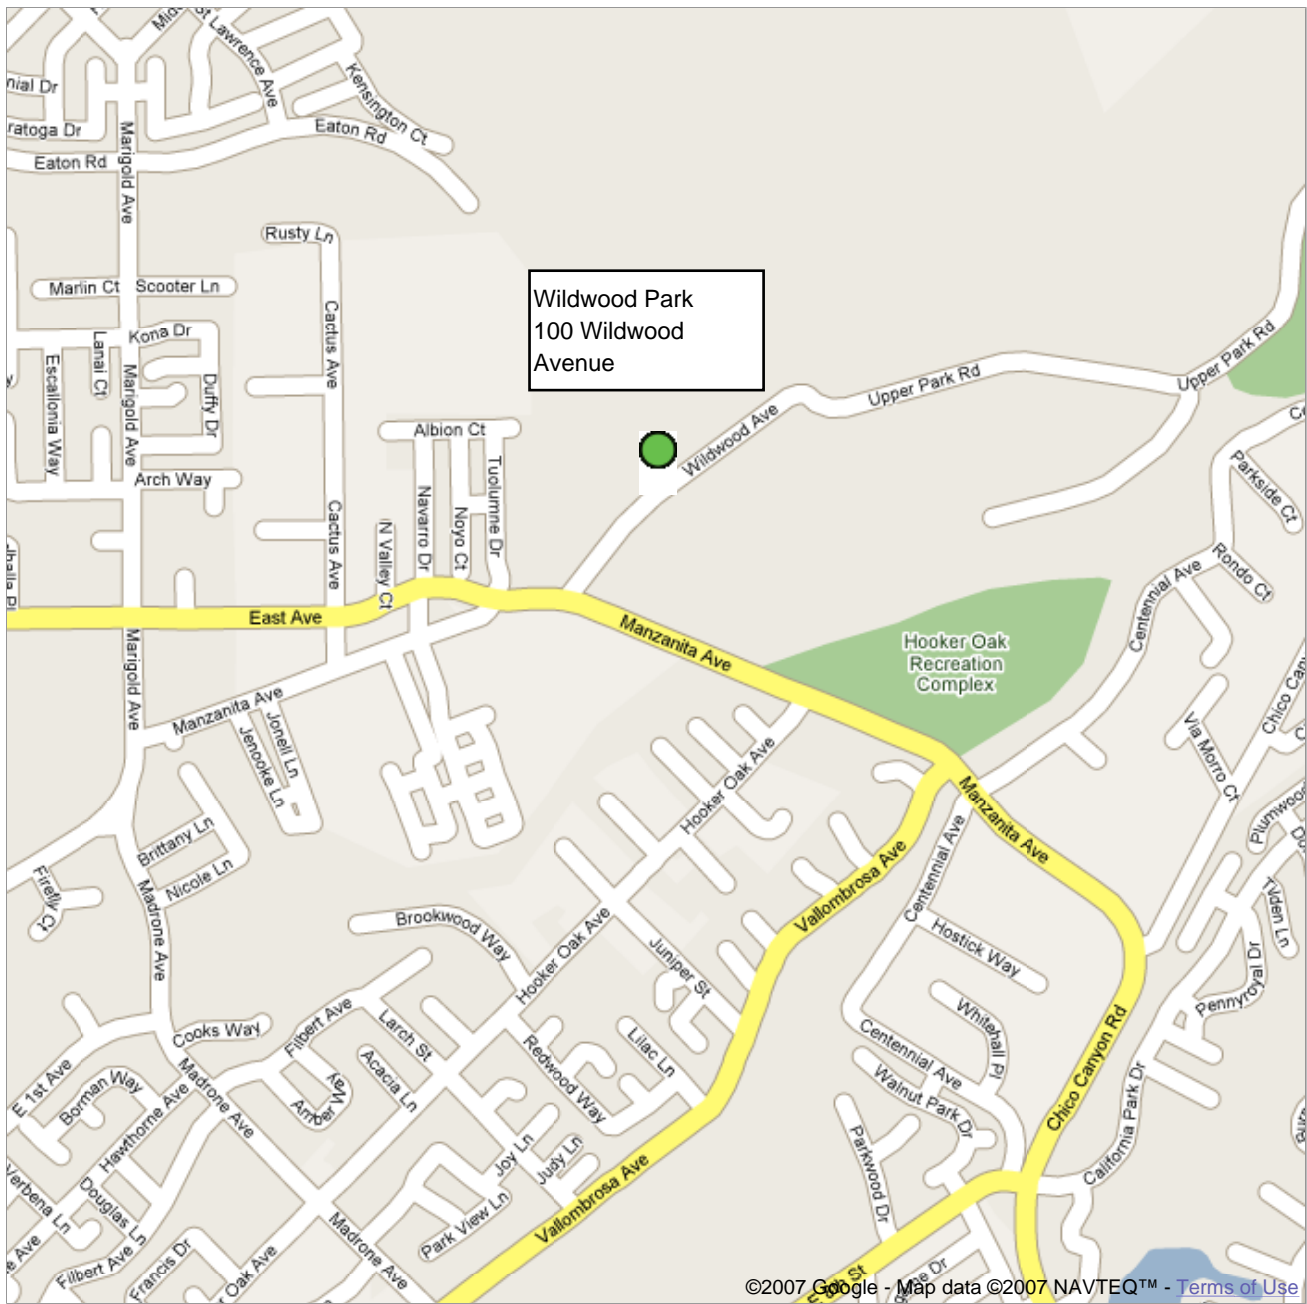 St Lawrence Ave
Kensington Ct
Eaton Rd
Eaton Rd
Marigold Ave
Rusty Ln
Marlin Ct
Scooter Ln
Kona Dr
Lanai Ct
Escallonia Way
Marigold Ave
Duffy Dr
Cactus Ave
Arch Way
Wildwood Park
100 Wildwood
Avenue
Upper Park Rd
Upper Park Rd
Wildwood Ave
Albion Ct
Navarro Dr
Noyo Ct
Tuolumne Dr
N Valley Ct
Cactus Ave
East Ave
Manzanita Ave
Hooker Oak
Recreation
Complex
Parkside Ct
Rondo Ct
Centennial Ave
Marigold Ave
Manzanita Ave
Jonell Ln
Jenooke Ln
Via Morro Ct
Hooker Oak Ave
Manzanita Ave
Brittany Ln
Nicole Ln
Firefly Ct
Madrone Ave
Vallombrosa Ave
Centennial Ave
Tilden Ln
Brookwood Way
Hooker Oak Ave
Juniper St
Hostick Way
Pennyroyal Dr
Whitehall Pl
Cooks Way
Filbert Ave
Larch St
Acacia Ln
Amber Way
Redwood Way
Lilac Ln
Centennial Ave
Walnut Park Dr
Chico Canyon Rd
California Park Dr
E 1st Ave
Borman Way
Hawthorne Ave
Madrone Ave
Verbena Ln
Douglas Ln
Joy Ln
Judy Ln
Parkwood Dr
Park View Ln
Vallombrosa Ave
Madrone Ave
Filbert Ave
Francis Dr
Oak Ave
E 8th St
©2007 Google - Map data ©2007 NAVTEQ™ - Terms of Use